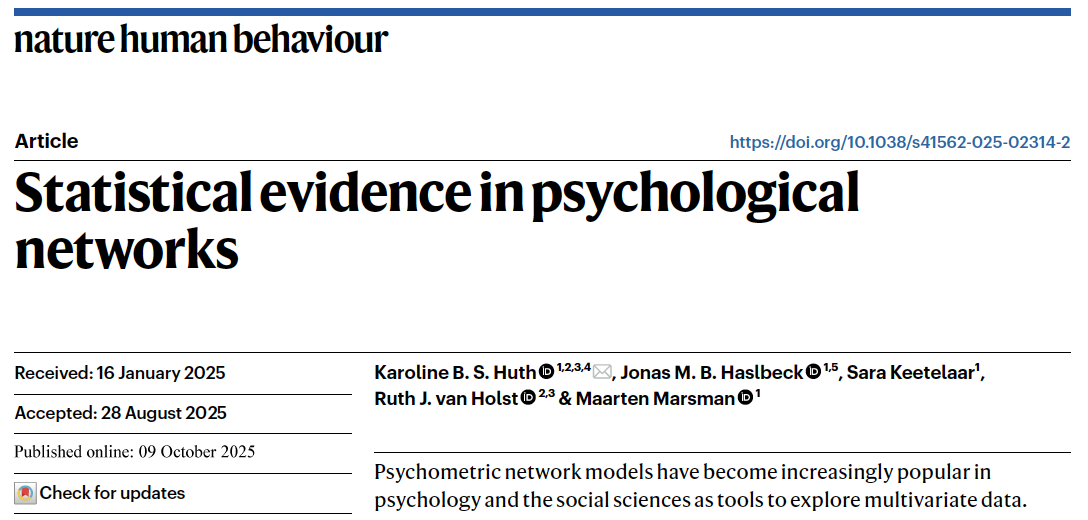 nature human behaviour
Article
https://doi.org/10.1038/s41562-025-02314-2
Statistical evidence in psychological
networks
Received: 16 January 2025
Accepted: 28 August 2025
Published online: 09 October 2025
Check for updates
Karoline B. S. Huth 1,2,3,4, Jonas M. B. Haslbeck 1,5, Sara Keetelaar1,
Ruth J. van Holst 2,3 & Maarten Marsman 1
Psychometric network models have become increasingly popular in
psychology and the social sciences as tools to explore multivariate data.